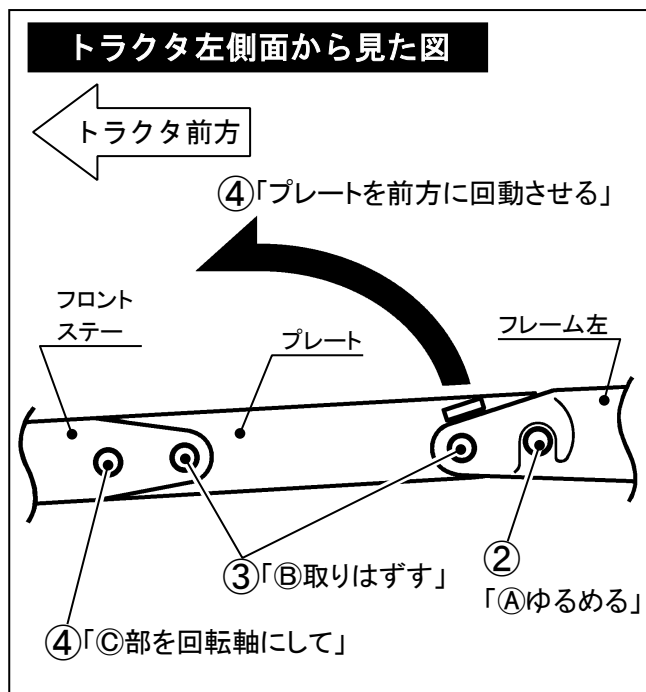 トラクタ左側面から見た図
トラクタ前方
④「プレートを前方に回動させる」
フロント
ステー
プレート
フレーム左
③「Ⓑ取りはずす」
②
「Ⓐゆるめる」
④「Ⓒ部を回転軸にして」